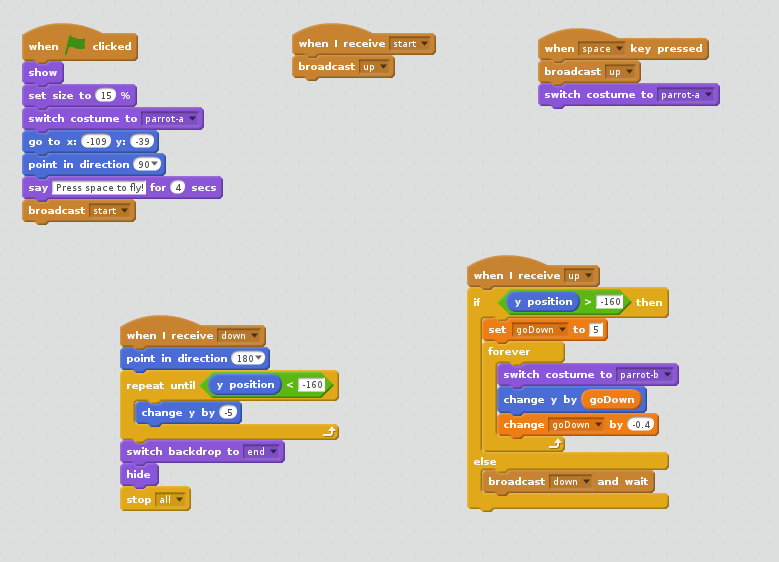 when clicked
show
set size to 15 %
switch costume to parrot-a
go to x: -109 y: -39
point in direction 90
say Press space to fly! for 4 secs
broadcast start
when I receive start
broadcast up
when space key pressed
broadcast up
switch costume to parrot-a
when I receive down
point in direction 180
repeat until y position < -160
change y by -5
switch backdrop to end
hide
stop all
when I receive up
if y position > -160 then
set goDown to 5
forever
switch costume to parrot-b
change y by goDown
change goDown by -0.4
else
broadcast down and wait